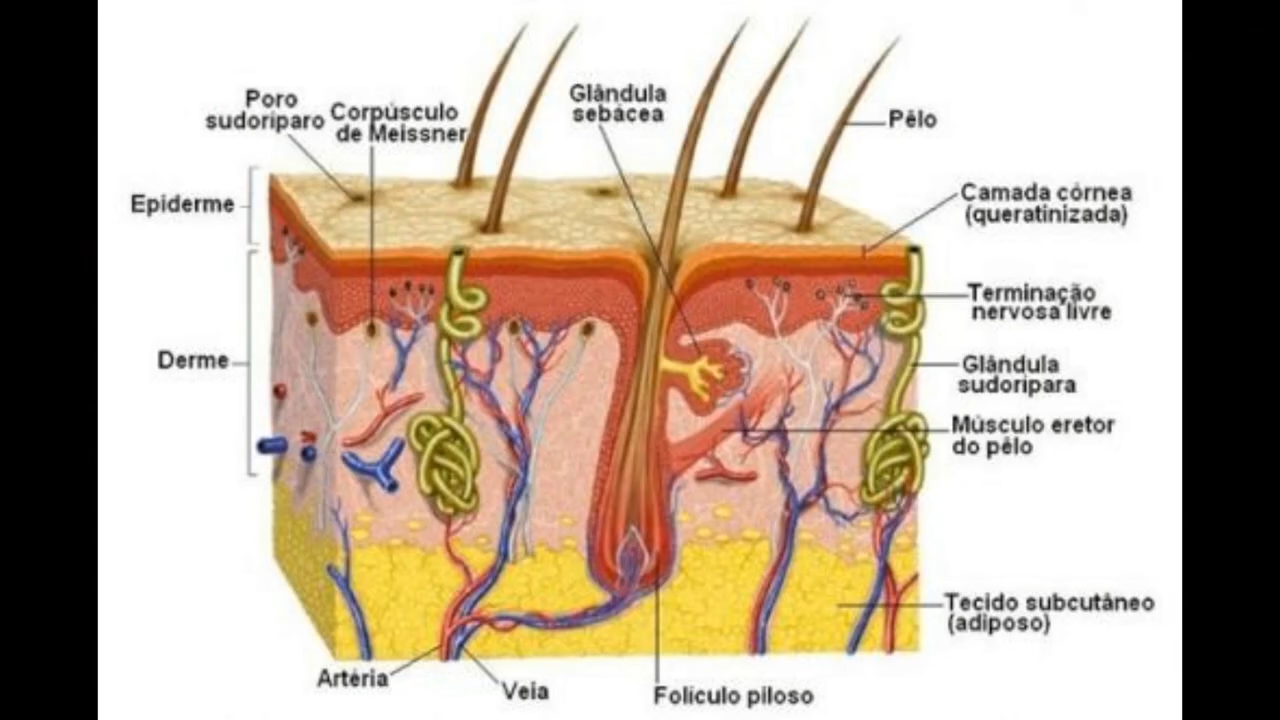 Poro
sudoríparo
Corpúsculo
de Meissner
Glândula
sebácea
Pêlo
Epiderme
Camada córnea
(queratinizada)
Derme
Terminação
nervosa livre
Glândula
sudorípara
Músculo eretor
do pêlo
Tecido subcutâneo
(adiposo)
Artéria
Veia
Folículo piloso